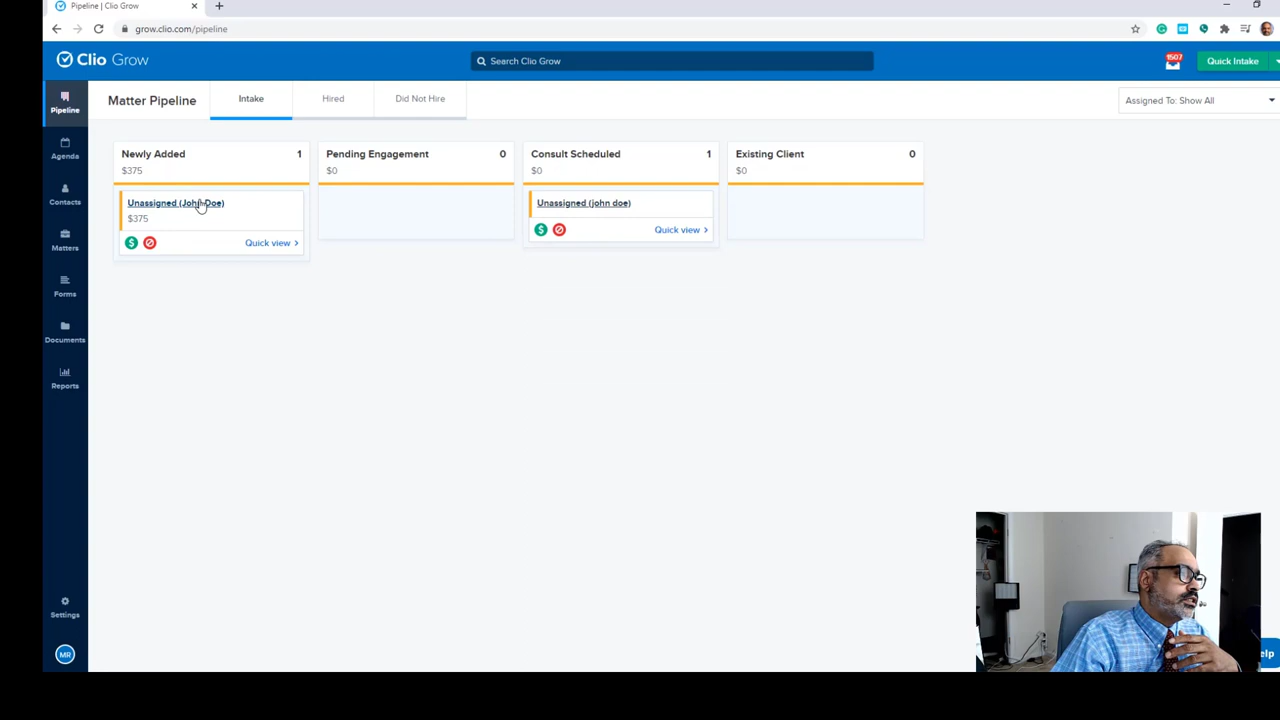 Pipeline | Clio Grow
grow.clio.com/pipeline
Clio Grow
Search Clio Grow
1507
Quick Intake
Pipeline
Matter Pipeline
Intake
Hired
Did Not Hire
Assigned To: Show All
Agenda
Contacts
Matters
Forms
Documents
Reports
Settings
MR
Newly Added 1
$375
Unassigned (John Doe)
$375
Quick view >
Pending Engagement 0
$0
Consult Scheduled 1
$0
Unassigned (john doe)
Quick view >
Existing Client 0
$0
elp